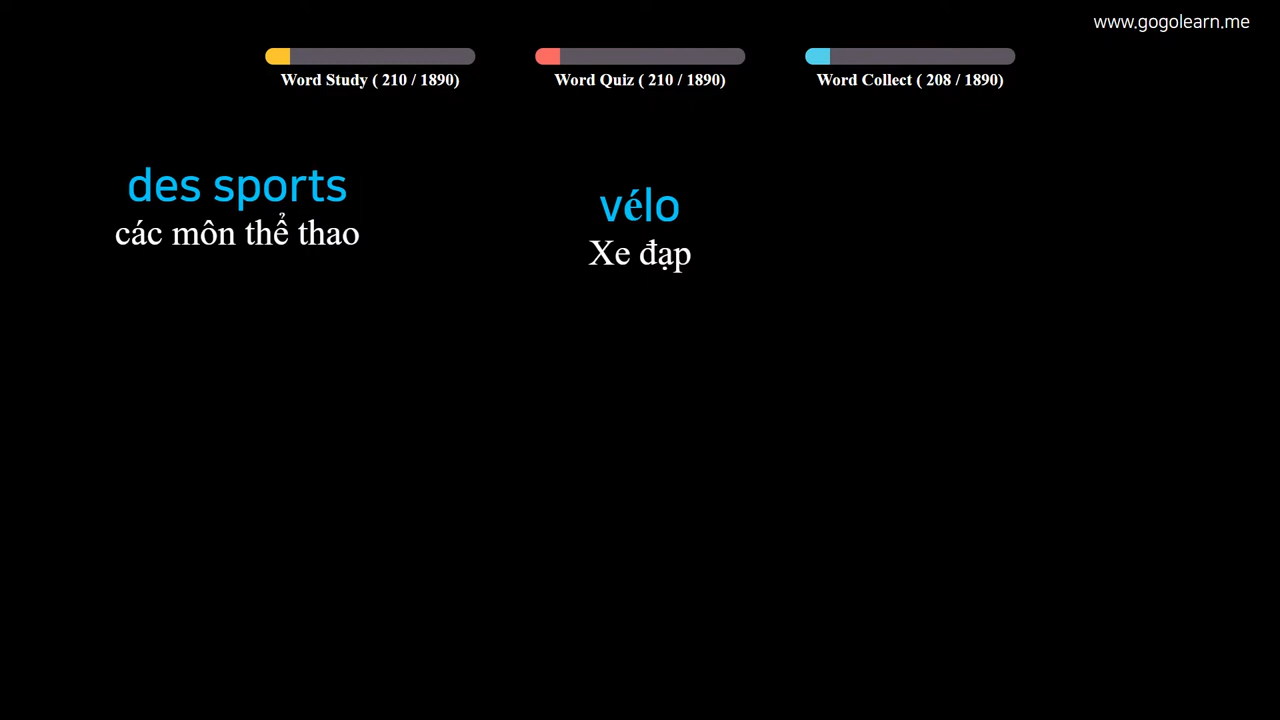 www.gogolearn.me
Word Study ( 210 / 1890)
Word Quiz ( 210 / 1890)
Word Collect ( 208 / 1890)
des sports
các môn thể thao
vélo
Xe đạp